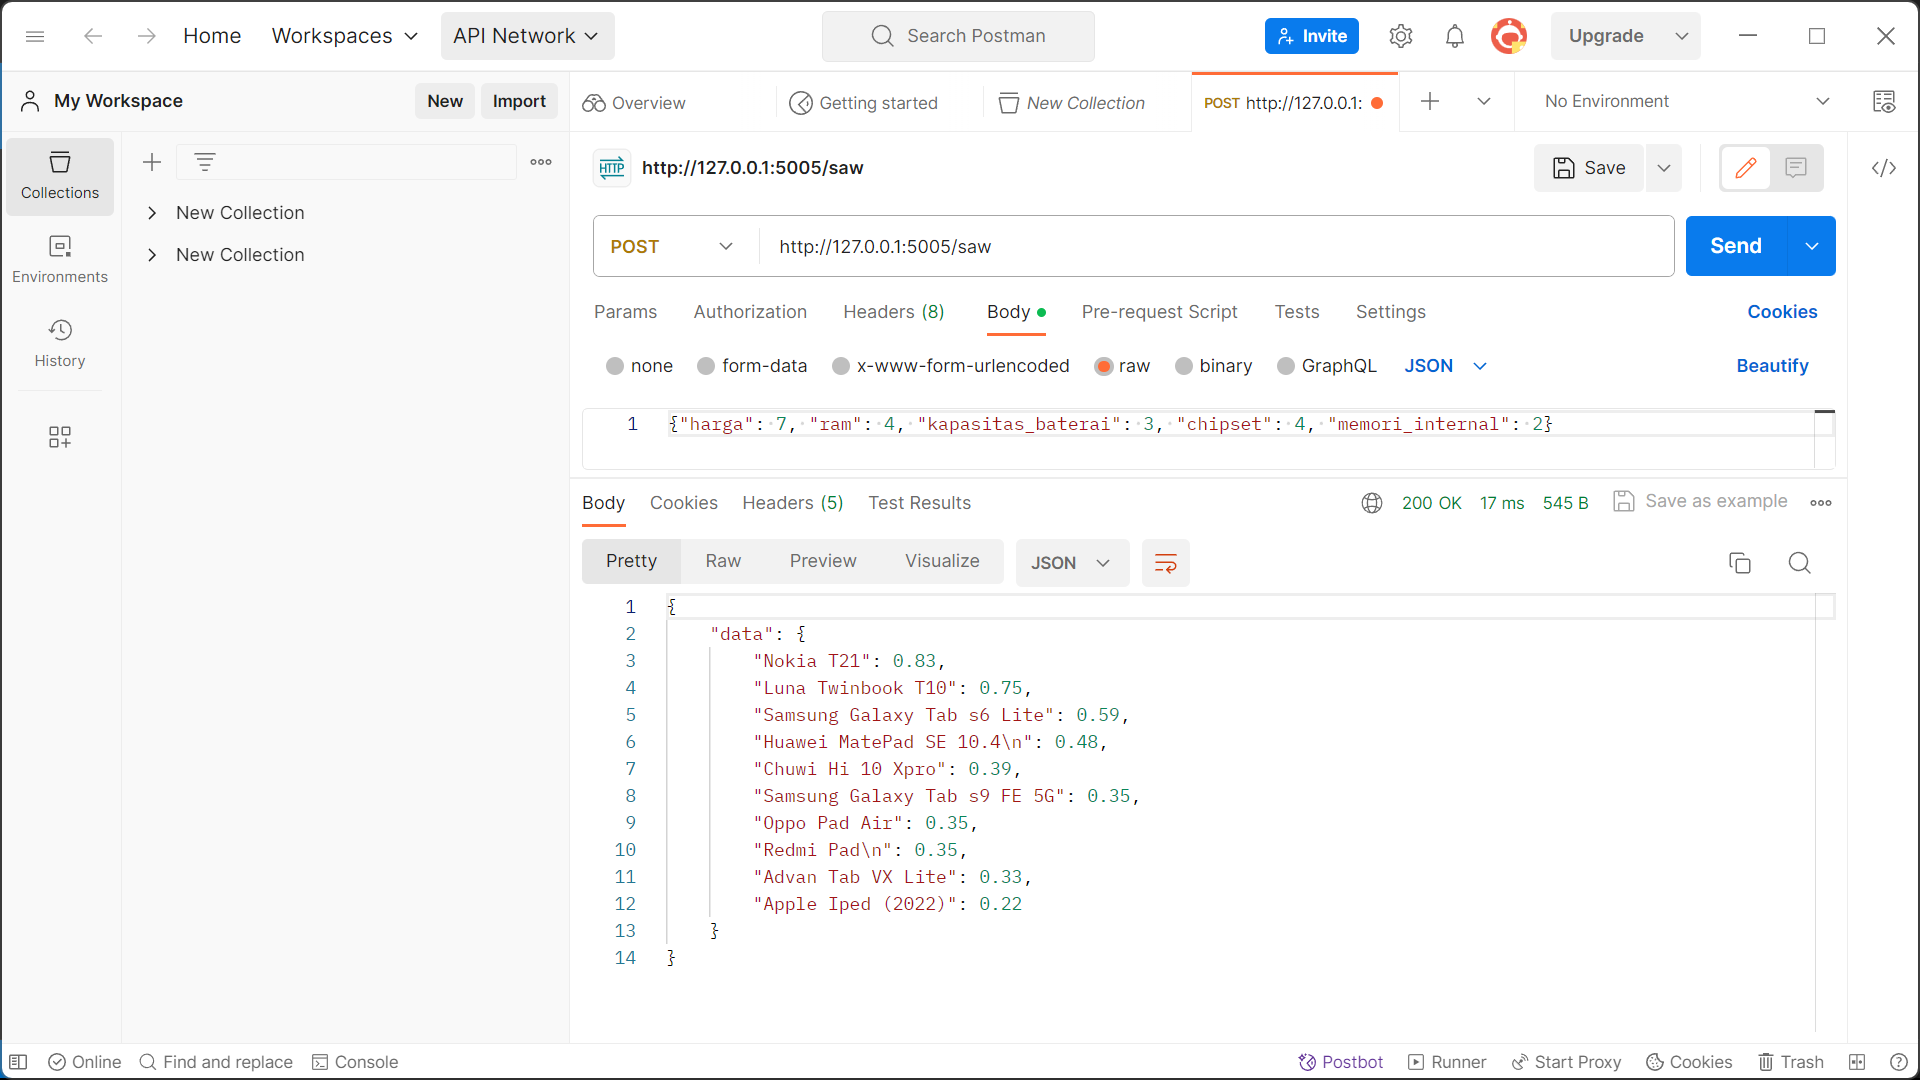 Home Workspaces API Network Search Postman Invite Upgrade
My Workspace New Import Overview Getting started New Collection POST http://127.0.0.1: No Environment
Collections
Environments
History
New Collection
New Collection
HTTP http://127.0.0.1:5005/saw Save
POST http://127.0.0.1:5005/saw Send
Params Authorization Headers (8) Body Pre-request Script Tests Settings Cookies
none form-data x-www-form-urlencoded raw binary GraphQL JSON Beautify
1 {"harga": 7, "ram": 4, "kapasitas_baterai": 3, "chipset": 4, "memori_internal": 2}
Body Cookies Headers (5) Test Results 200 OK 17 ms 545 B Save as example
Pretty Raw Preview Visualize JSON
1 {
2 "data": {
3 "Nokia T21": 0.83,
4 "Luna Twinbook T10": 0.75,
5 "Samsung Galaxy Tab s6 Lite": 0.59,
6 "Huawei MatePad SE 10.4\n": 0.48,
7 "Chuwi Hi 10 Xpro": 0.39,
8 "Samsung Galaxy Tab s9 FE 5G": 0.35,
9 "Oppo Pad Air": 0.35,
10 "Redmi Pad\n": 0.35,
11 "Advan Tab VX Lite": 0.33,
12 "Apple Iped (2022)": 0.22
13 }
14 }
Online Find and replace Console Postbot Runner Start Proxy Cookies Trash